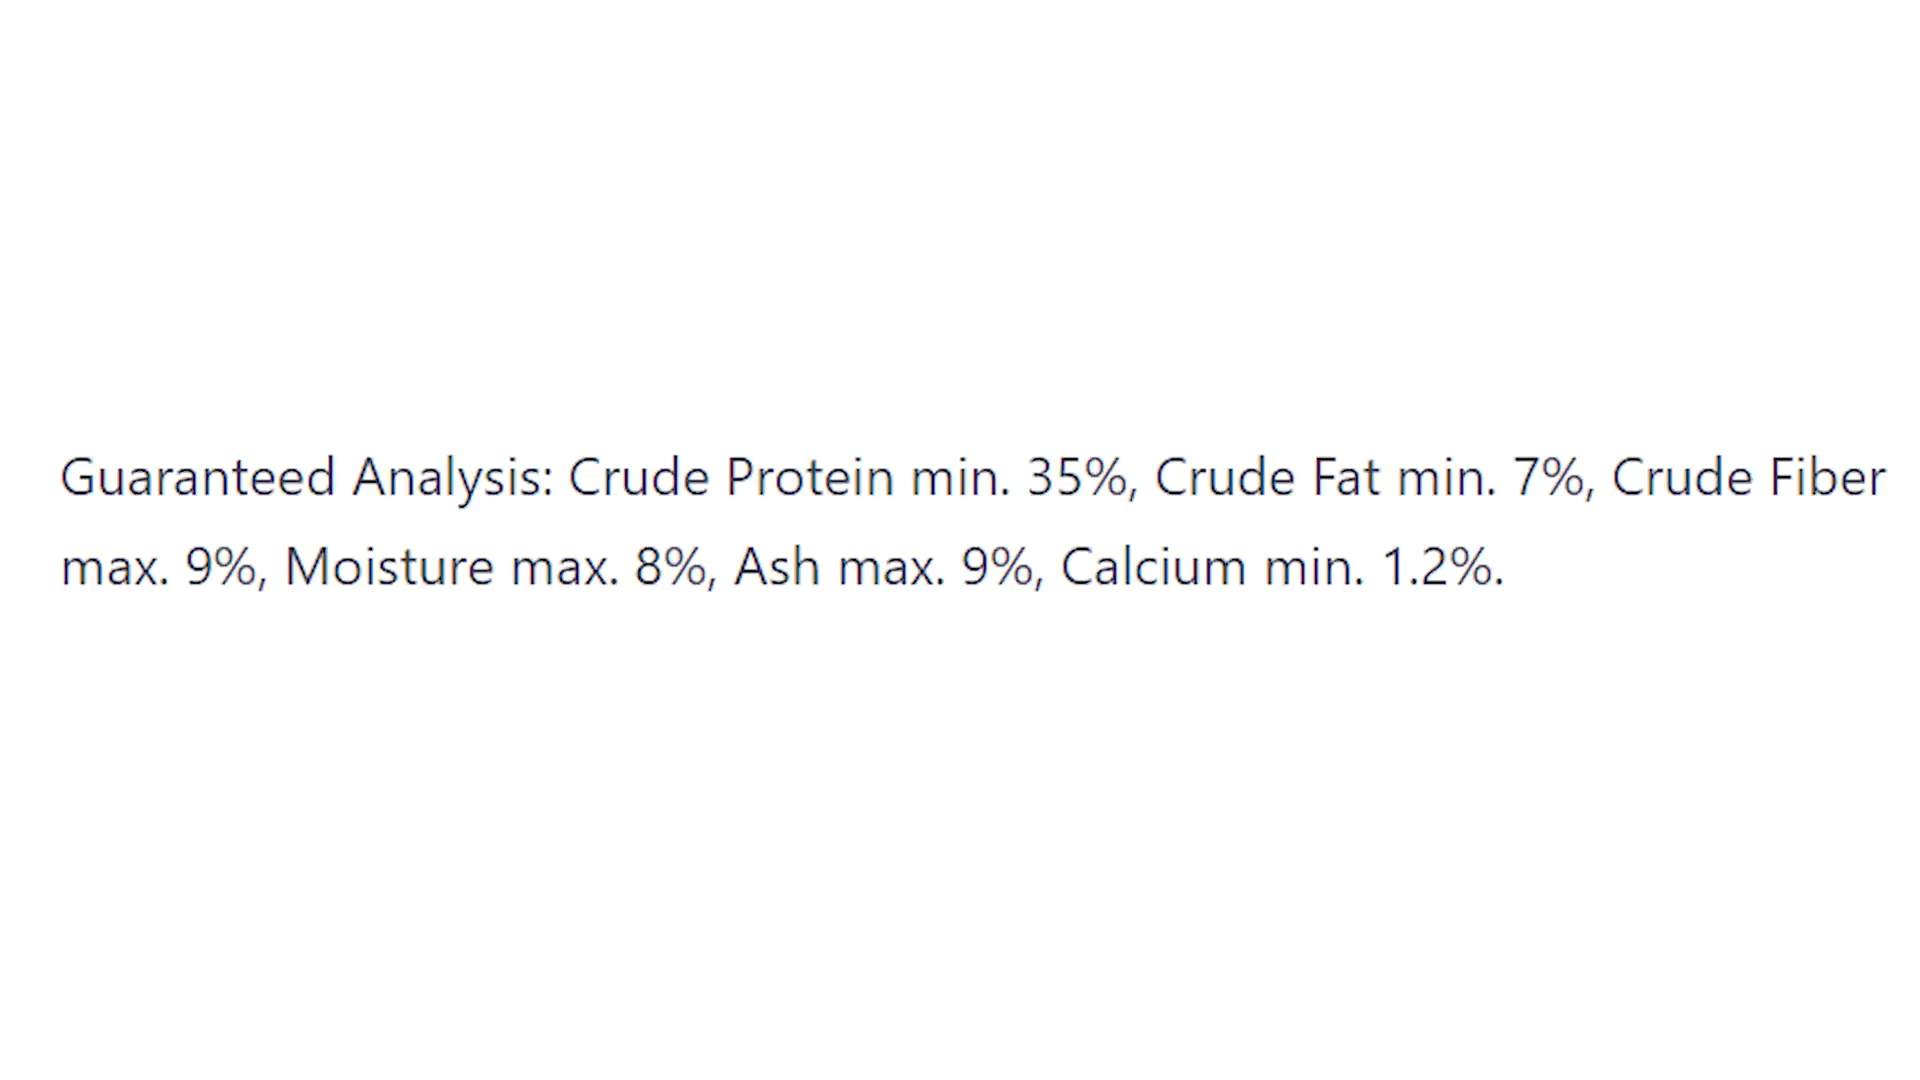 Guaranteed Analysis: Crude Protein min. 35%, Crude Fat min. 7%, Crude Fiber
max. 9%, Moisture max. 8%, Ash max. 9%, Calcium min. 1.2%.